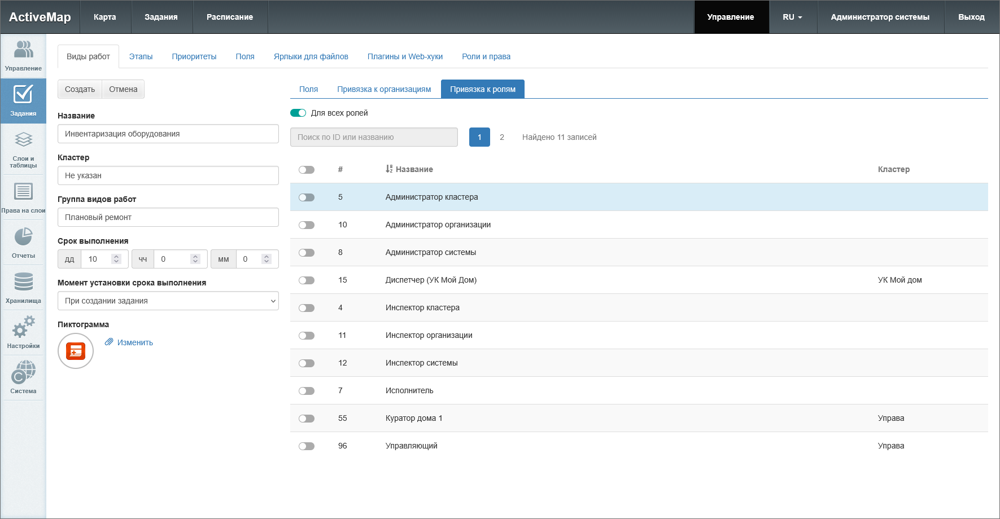 ActiveMap
Карта
Задания
Расписание
Управление
RU
Администратор системы
Выход
Управление
Задания
Слои и
таблицы
Права на слои
Отчеты
Хранилища
Настройки
Система
Виды работ
Этапы
Приоритеты
Поля
Ярлыки для файлов
Плагины и Web-хуки
Роли и права
Создать
Отмена
Название
Инвентаризация оборудования
Кластер
Не указан
Группа видов работ
Плановый ремонт
Срок выполнения
дд 10 чч 0 мм 0
Момент установки срока выполнения
При создании задания
Пиктограмма
Изменить
Поля
Привязка к организациям
Привязка к ролям
Для всех ролей
Поиск по ID или названию
1 2 Найдено 11 записей
# Название Кластер
5 Администратор кластера
10 Администратор организации
8 Администратор системы
15 Диспетчер (УК Мой Дом) УК Мой дом
4 Инспектор кластера
11 Инспектор организации
12 Инспектор системы
7 Исполнитель
55 Куратор дома 1 Управа
96 Управляющий Управа